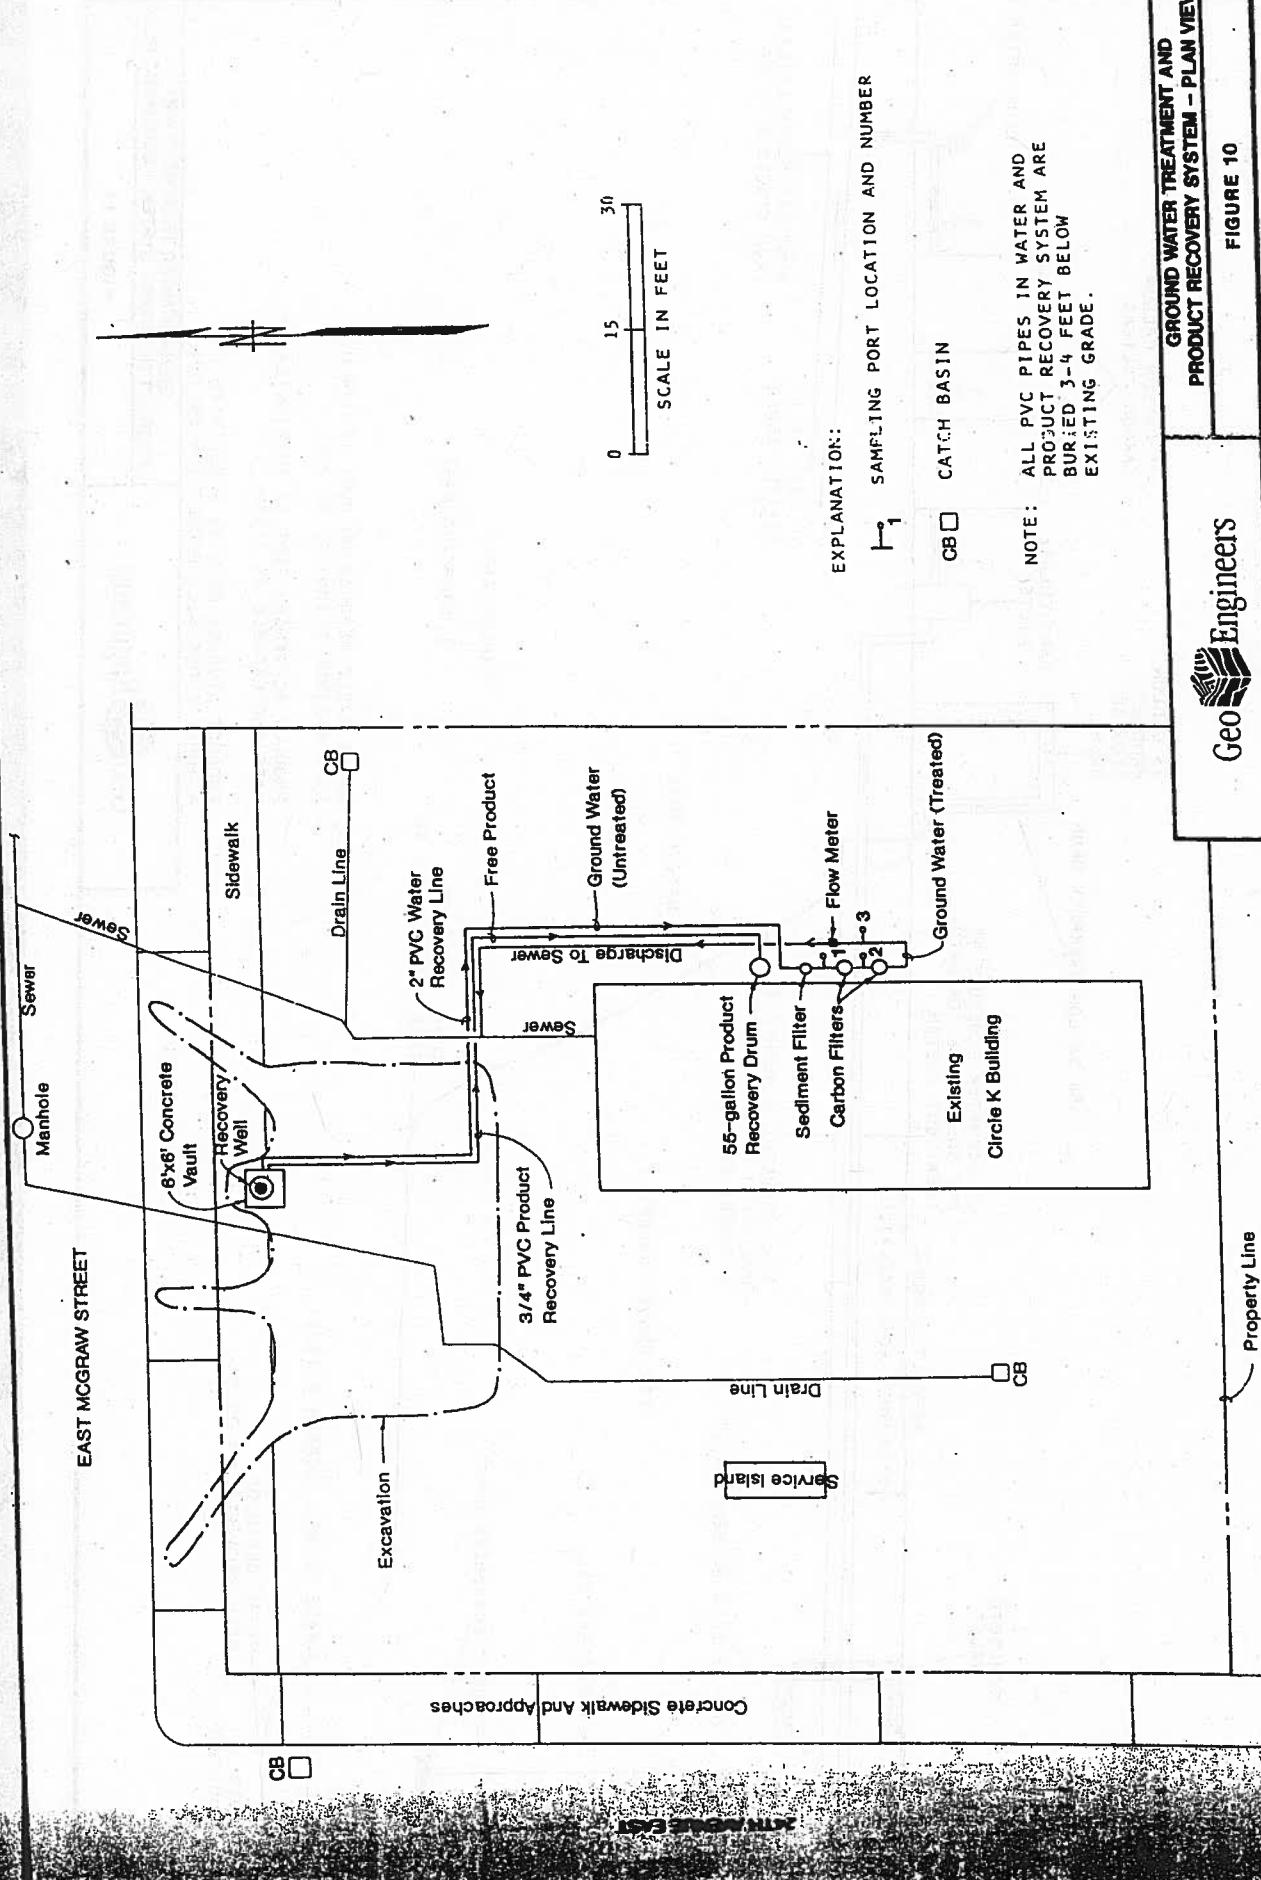 EAST MCGRAW STREET
Sewer
Manhole
Sewer
Sidewalk
6'x6' Concrete
Vault
Recovery
Well
CB
Drain Line
2" PVC Water
Recovery Line
Free Product
Ground Water
(Untreated)
Discharge To Sewer
Sewer
3/4" PVC Product
Recovery Line
Excavation
55-gallon Product
Recovery Drum
Sediment Filter
Carbon Filters
1
2
3
Flow Meter
Ground Water (Treated)
Existing
Circle K Building
Drain Line
CB
Service Island
Concrete Sidewalk And Approaches
CB
24TH AVENUE EAST
Property Line
0 15 30
SCALE IN FEET
EXPLANATION:
1 SAMPLING PORT LOCATION AND NUMBER
CB CATCH BASIN
NOTE: ALL PVC PIPES IN WATER AND
PRODUCT RECOVERY SYSTEM ARE
BURIED 3-4 FEET BELOW
EXISTING GRADE.
Geo Engineers
GROUND WATER TREATMENT AND
PRODUCT RECOVERY SYSTEM - PLAN VIEW
FIGURE 10